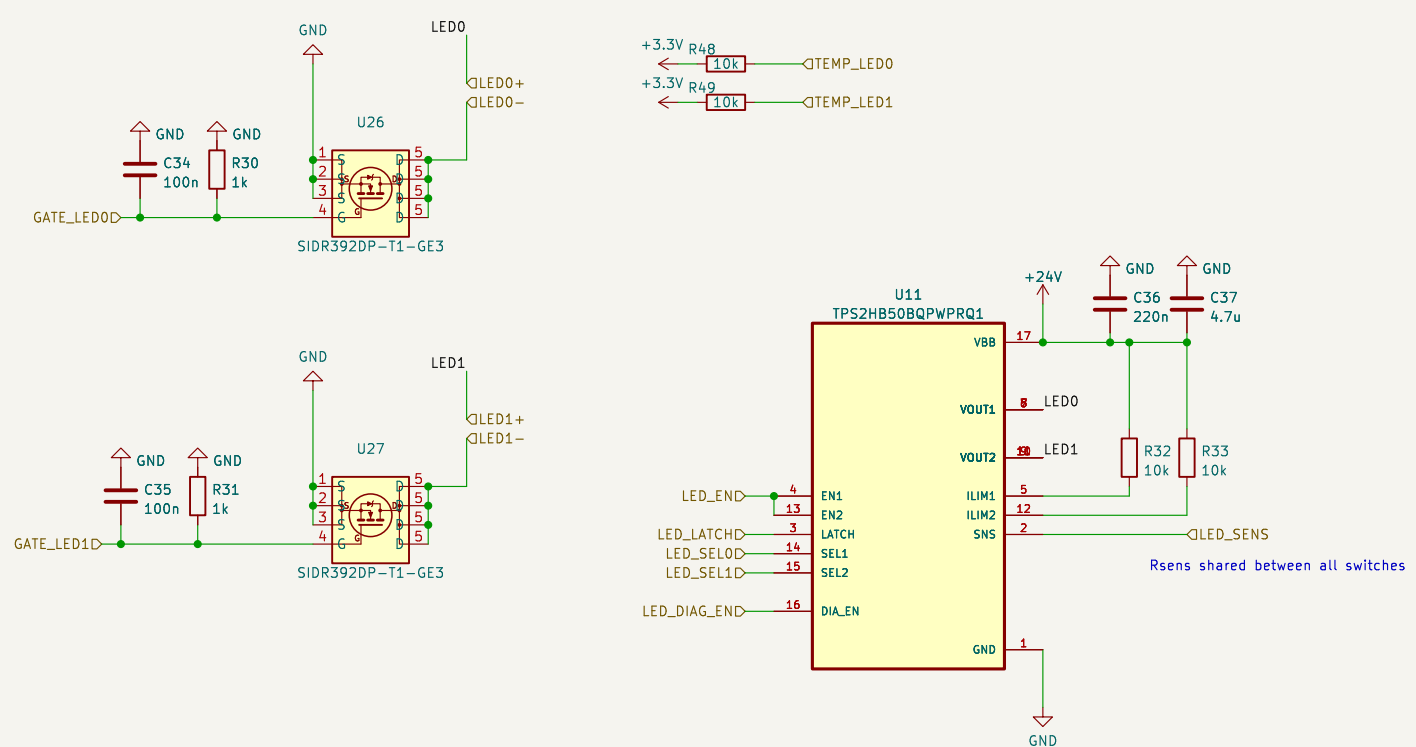 GND
LED0
LED0+
LED0-
U26
GND
GND
C34
100n
R30
1k
GATE_LED0
1
2
3
4
S
S
S
G
S
D
G
D
D
D
D
5
5
5
5
SIDR392DP-T1-GE3
+3.3V
R48
10k
TEMP_LED0
+3.3V
R49
10k
TEMP_LED1
GND
LED1
LED1+
LED1-
U27
GND
GND
C35
100n
R31
1k
GATE_LED1
1
2
3
4
S
S
S
G
S
D
G
D
D
D
D
5
5
5
5
SIDR392DP-T1-GE3
U11
TPS2HB50BQPWPRQ1
+24V
GND
GND
C36
220n
C37
4.7u
VBB
17
VOUT1
LED0
VOUT2
LED1
R32
10k
R33
10k
LED_EN
4
EN1
13
EN2
LED_LATCH
3
LATCH
LED_SEL0
14
SEL1
LED_SEL1
15
SEL2
LED_DIAG_EN
16
DIA_EN
ILIM1
5
ILIM2
12
SNS
2
LED_SENS
Rsens shared between all switches
GND
1
GND